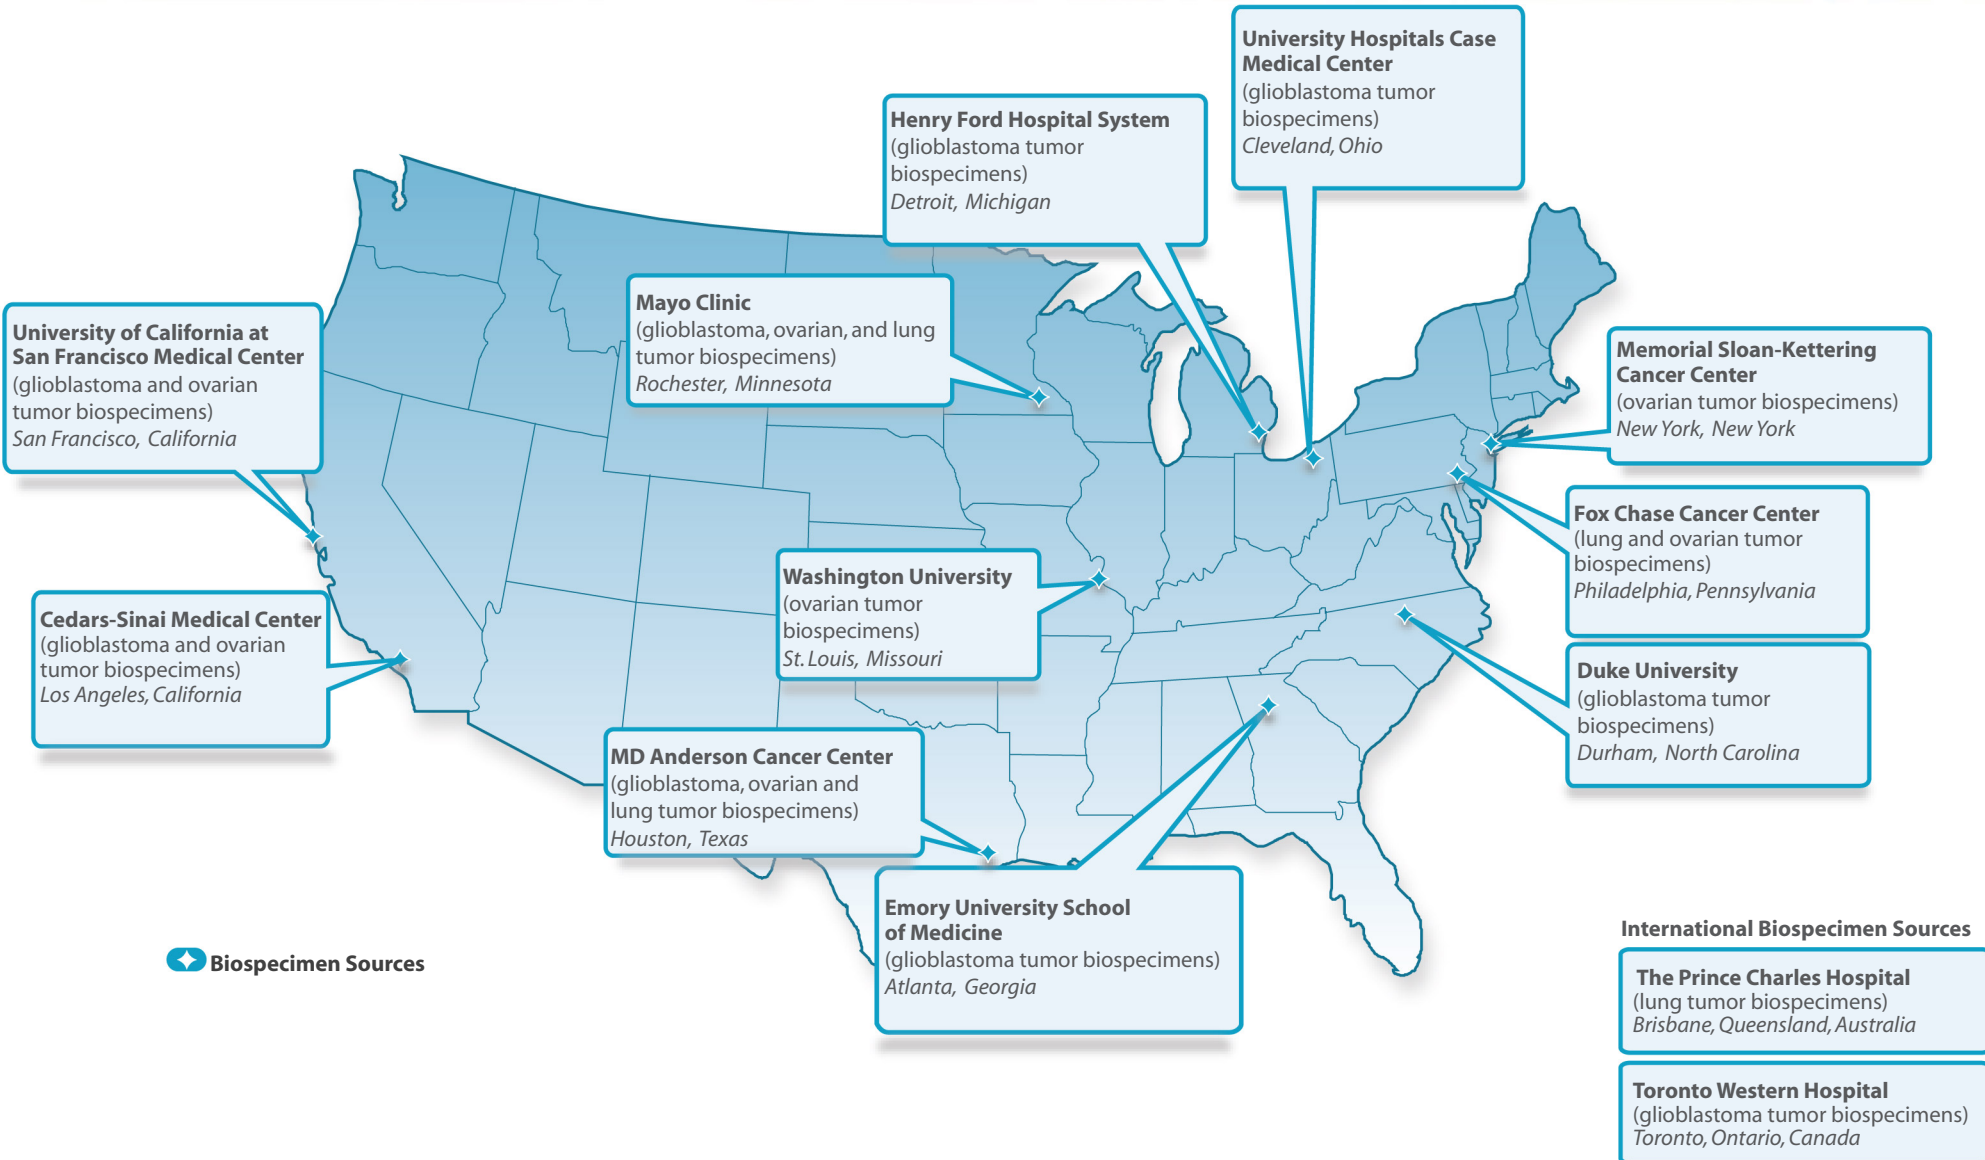 University Hospitals Case
Medical Center
(glioblastoma tumor
biospecimens)
Cleveland, Ohio
Henry Ford Hospital System
(glioblastoma tumor
biospecimens)
Detroit, Michigan
Mayo Clinic
(glioblastoma, ovarian, and lung
tumor biospecimens)
Rochester, Minnesota
University of California at
San Francisco Medical Center
(glioblastoma and ovarian
tumor biospecimens)
San Francisco, California
Memorial Sloan-Kettering
Cancer Center
(ovarian tumor biospecimens)
New York, New York
Fox Chase Cancer Center
(lung and ovarian tumor
biospecimens)
Philadelphia, Pennsylvania
Washington University
(ovarian tumor
biospecimens)
St. Louis, Missouri
Cedars-Sinai Medical Center
(glioblastoma and ovarian
tumor biospecimens)
Los Angeles, California
Duke University
(glioblastoma tumor
biospecimens)
Durham, North Carolina
MD Anderson Cancer Center
(glioblastoma, ovarian and
lung tumor biospecimens)
Houston, Texas
Emory University School
of Medicine
(glioblastoma tumor biospecimens)
Atlanta, Georgia
Biospecimen Sources
International Biospecimen Sources
The Prince Charles Hospital
(lung tumor biospecimens)
Brisbane, Queensland, Australia
Toronto Western Hospital
(glioblastoma tumor biospecimens)
Toronto, Ontario, Canada